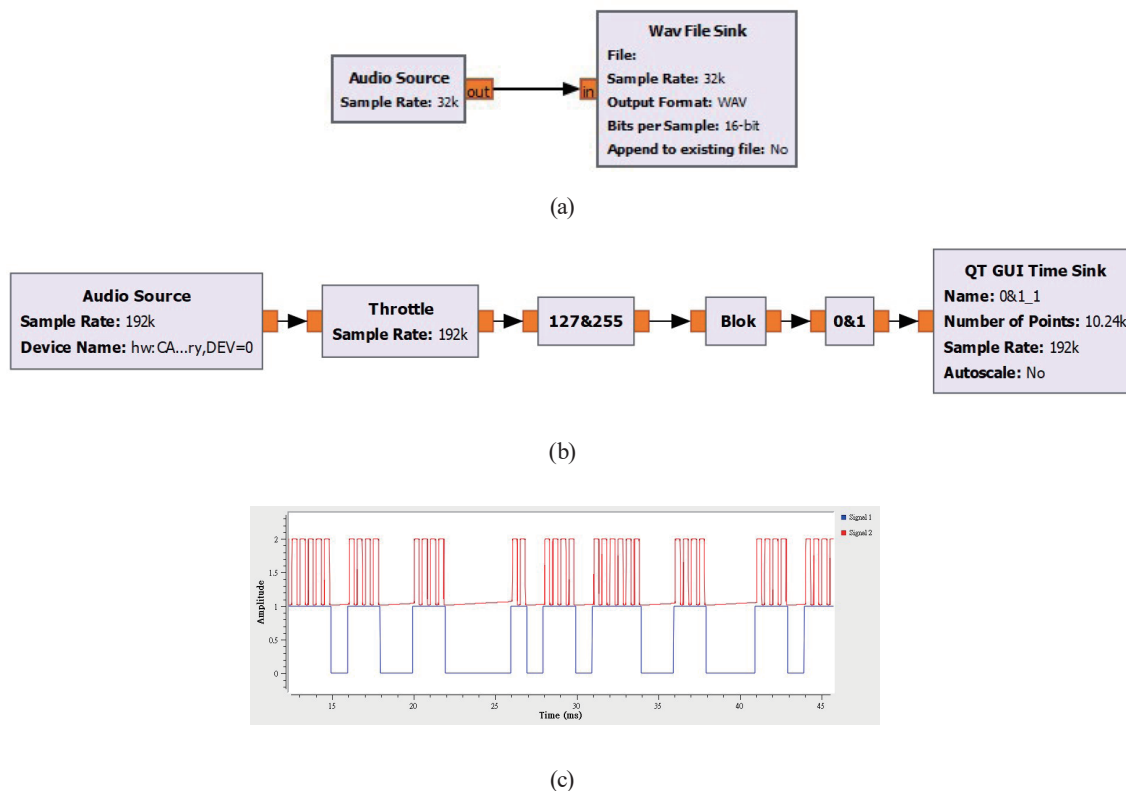 Audio Source
Sample Rate: 32k
out
in
Wav File Sink
File:
Sample Rate: 32k
Output Format: WAV
Bits per Sample: 16-bit
Append to existing file: No
(a)
Audio Source
Sample Rate: 192k
Device Name: hw:CA...ry,DEV=0
Throttle
Sample Rate: 192k
127&255
Blok
0&1
QT GUI Time Sink
Name: 0&1_1
Number of Points: 10.24k
Sample Rate: 192k
Autoscale: No
(b)
Signal 1
Signal 2
Amplitude
2
1.5
1
0.5
0
15 20 25 30 35 40 45
Time (ms)
(c)